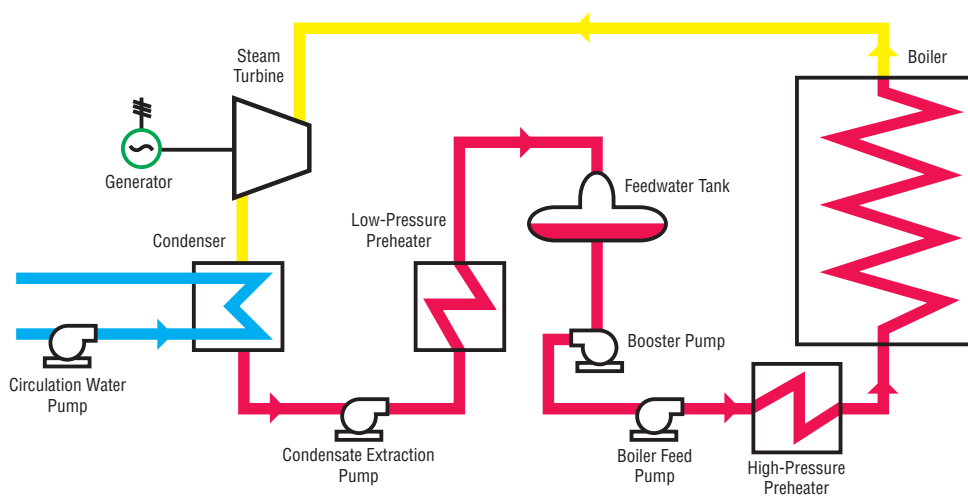 Steam
Turbine
Boiler
Generator
Feedwater Tank
Low-Pressure
Preheater
Condenser
Booster Pump
Circulation Water
Pump
Condensate Extraction
Pump
Boiler Feed
Pump
High-Pressure
Preheater